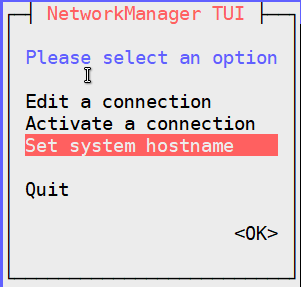 NetworkManager TUI
Please select an option
Edit a connection
Activate a connection
Set system hostname
Quit
<OK>